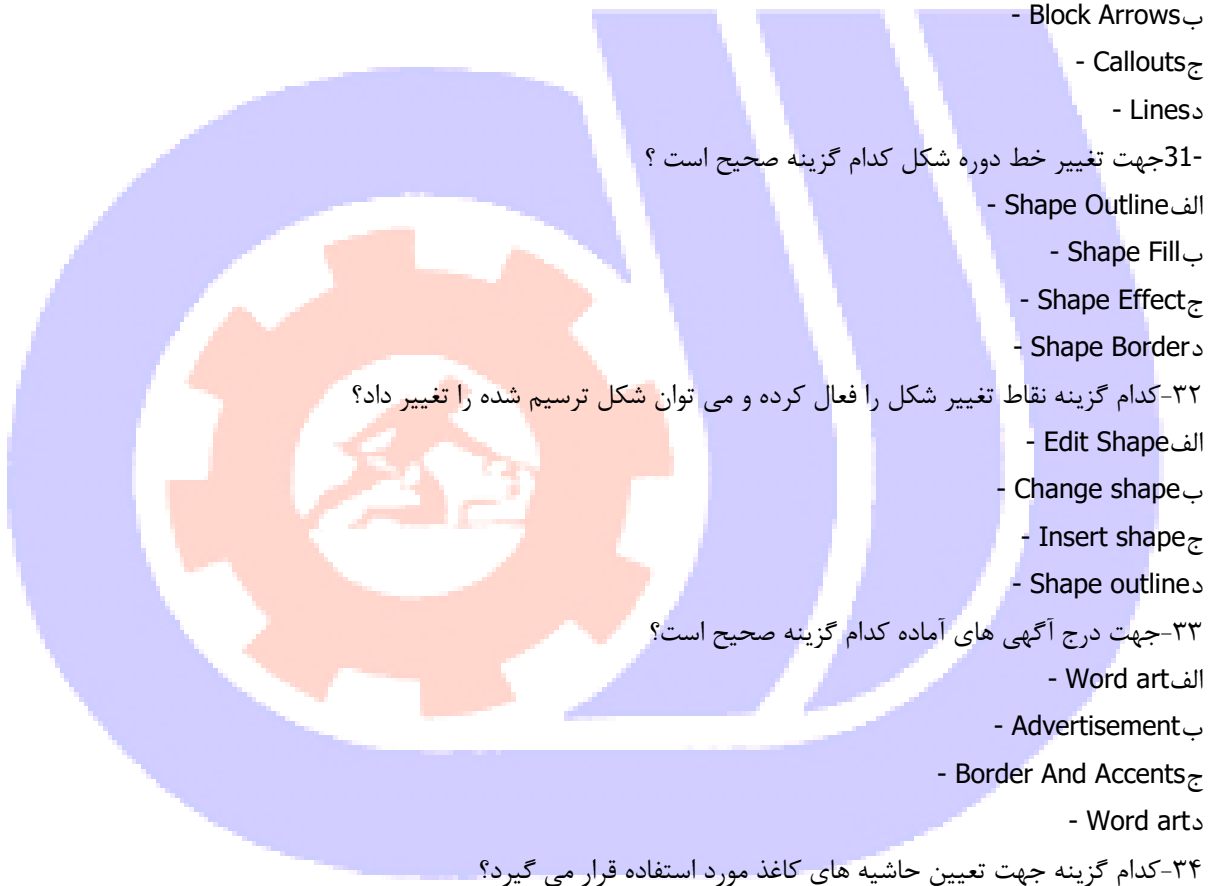 ب- Block Arrows
ج- Callouts
د- Lines
31-جهت تغییر خط دوره شکل کدام گزینه صحیح است ؟
الف- Shape Outline
ب- Shape Fill
ج- Shape Effect
د- Shape Border
۳۲-کدام گزینه نقاط تغییر شکل را فعال کرده و می توان شکل ترسیم شده را تغییر داد؟
الف- Edit Shape
ب- Change shape
ج- Insert shape
د- Shape outline
۳۳-جهت درج آگهی های آماده کدام گزینه صحیح است؟
الف- Word art
ب- Advertisement
ج- Border And Accents
د- Word art
۳۴-کدام گزینه جهت تعیین حاشیه های کاغذ مورد استفاده قرار می گیرد؟